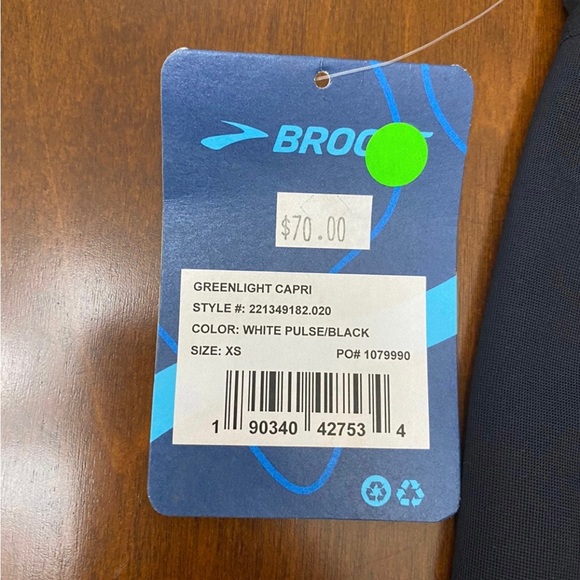 BROO
$70.00
GREENLIGHT CAPRI
STYLE #: 221349182.020
COLOR: WHITE PULSE/BLACK
SIZE: XS PO# 1079990
1 90340 42753 4